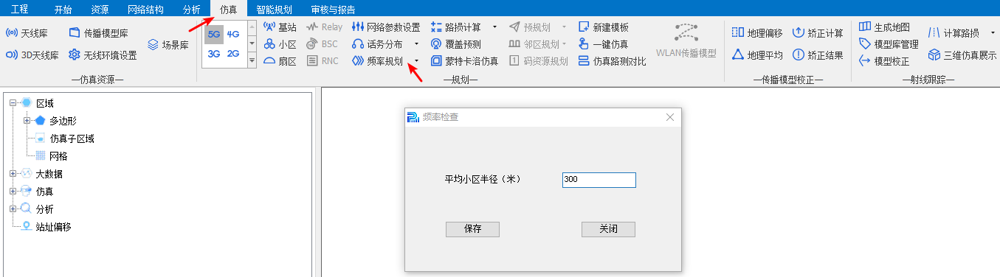 工程 开始 资源 网络结构 分析 仿真 智能规划 审核与报告
天线库 传播模型库 场景库
3D天线库 无线环境设置
仿真资源
5G 4G
3G 2G
基站 Relay 网络参数设置 路损计算 预规划 新建模板
小区 BSC 话务分布 覆盖预测 邻区规划 一键仿真
扇区 RNC 频率规划 蒙特卡洛仿真 码资源规划 仿真路测对比
WLAN传播模型
规划
地理偏移 矫正计算
地理平均 矫正结果
传播模型校正
生成地图 计算路损
模型库管理
模型校正 三维仿真展示
射线跟踪
区域
多边形
仿真子区域
网格
大数据
仿真
分析
站址偏移
频率检查
平均小区半径（米） 300
保存 关闭